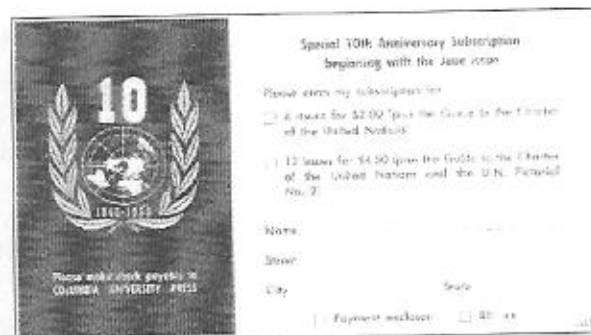 10
1945-1955
Please make check payable to
COLUMBIA UNIVERSITY PRESS
Special 10th Anniversary Subscription
beginning with the June issue
Please enter my subscription for
6 issues for $2.00 (plus the Guide to the Charter
of the United Nations)
12 issues for $4.50 (plus the Guide to the Charter
of the United Nations and the U.N. Pictorial
No. 2)
Name
Street
City State
Payment enclosed Bill me